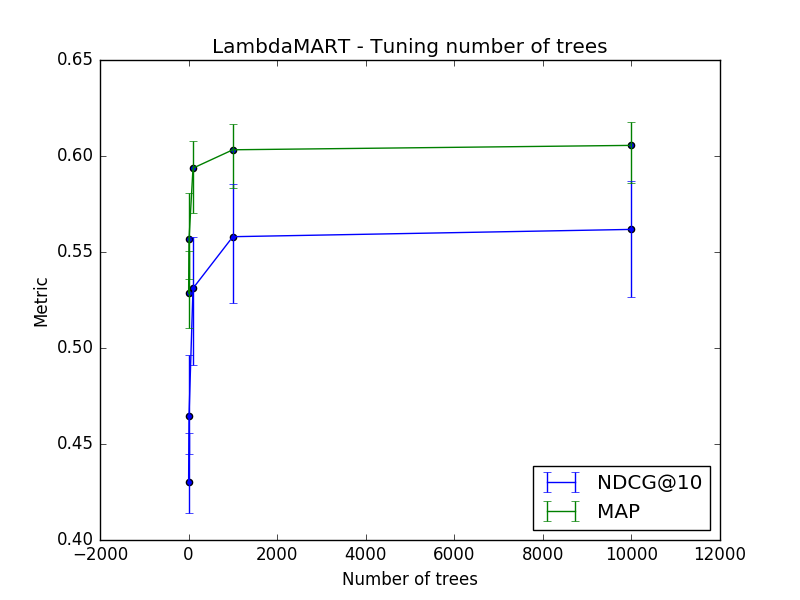 LambdaMART - Tuning number of trees
0.65
0.60
0.55
0.50
0.45
0.40
Metric
−2000 0 2000 4000 6000 8000 10000 12000
Number of trees
NDCG@10
MAP